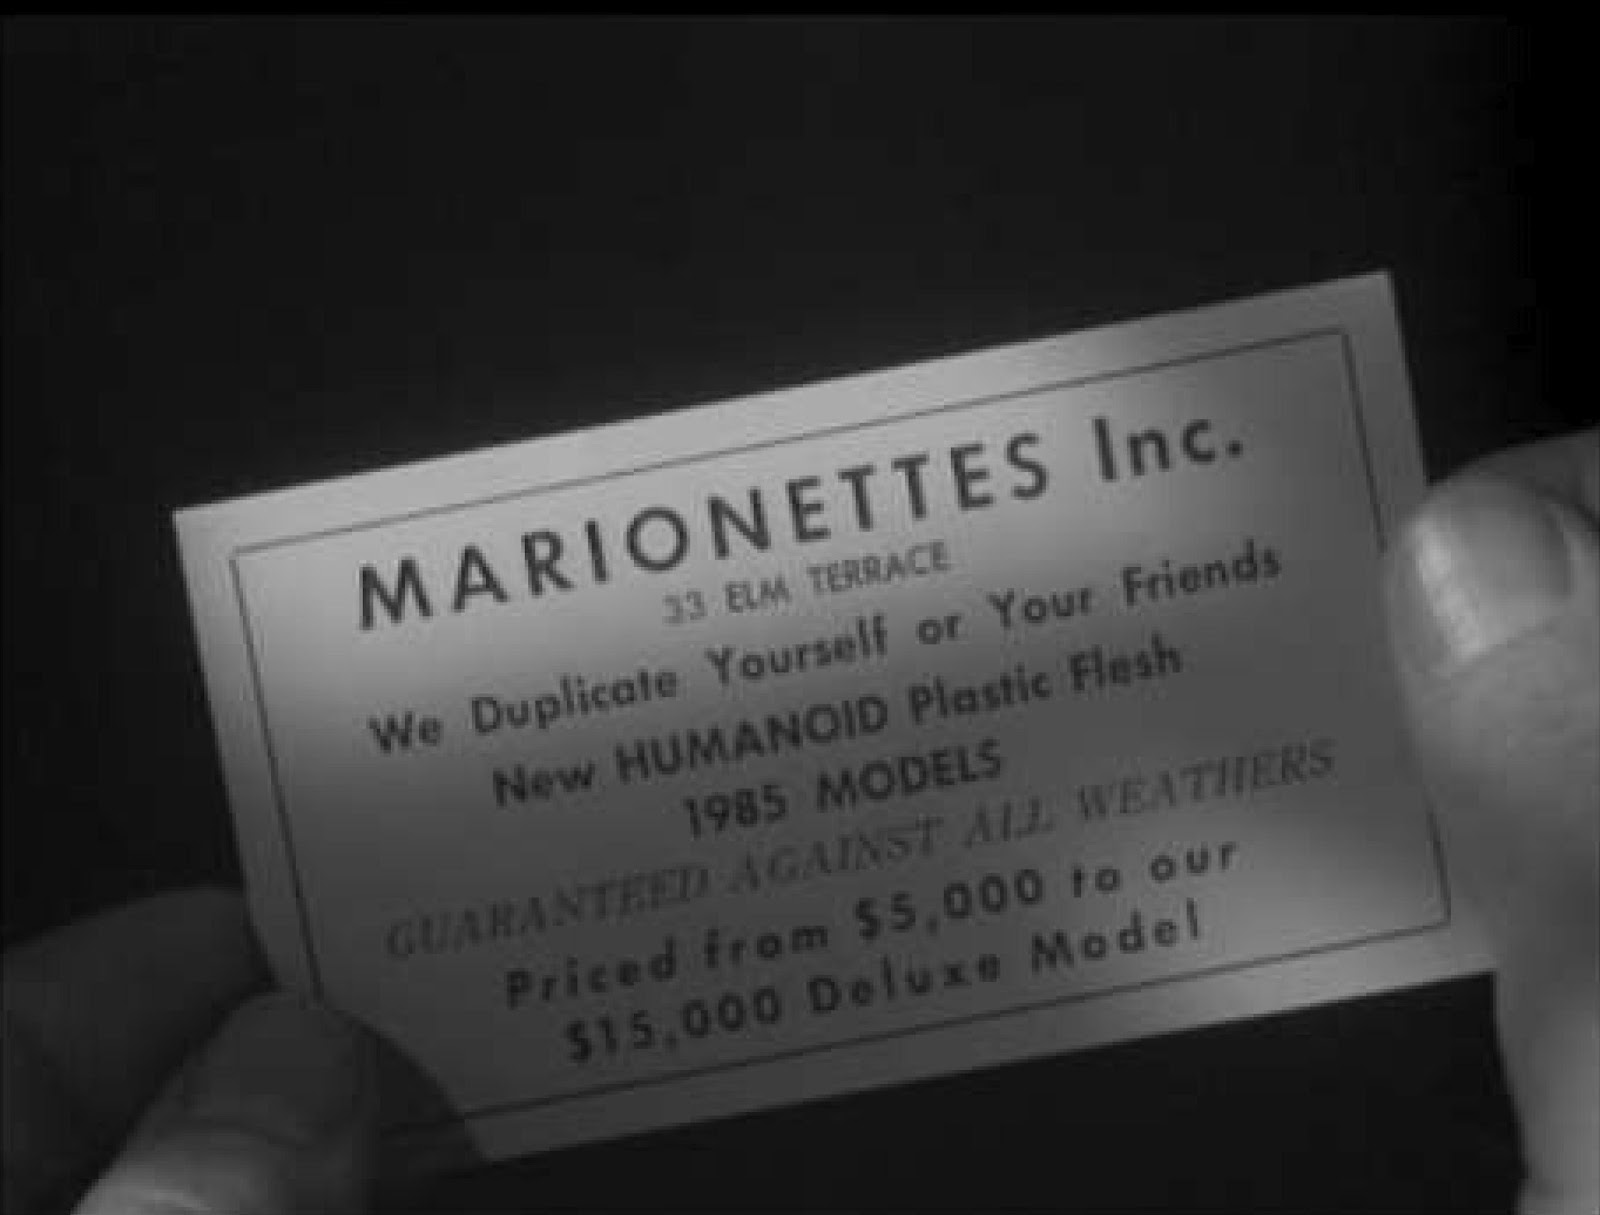 MARIONETTES Inc.
33 ELM TERRACE
We Duplicate Yourself or Your Friends
New HUMANOID Plastic Flesh
1985 MODELS
GUARANTEED AGAINST ALL WEATHERS
Priced from $5,000 to our
$15,000 Deluxe Model